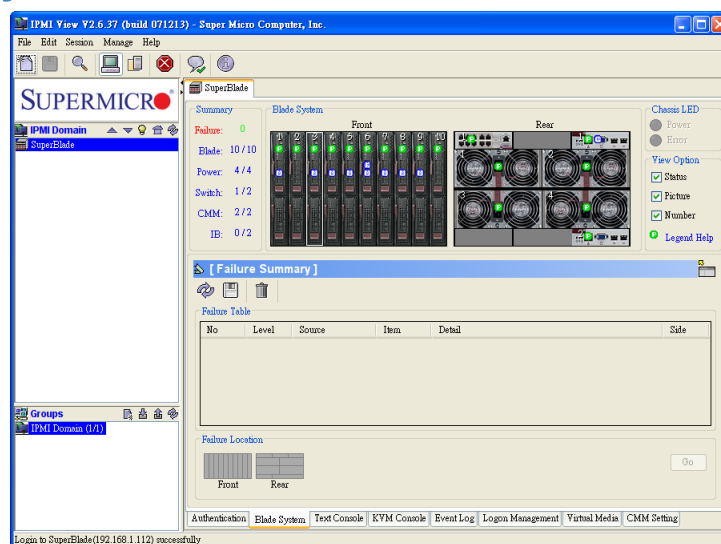 IPMI View V2.6.37 (build 071213) - Super Micro Computer, Inc.
File Edit Session Manage Help
SuperBlade
SUPERMICRO
IPMI Domain
SuperBlade
Summary
Failure: 0
Blade: 10/10
Power: 4/4
Switch: 1/2
CMM: 2/2
IB: 0/2
Blade System
Front
Rear
1 2 3 4 5 6 7 8 9 10
Chassis LED
Power
Error
View Option
Status
Picture
Number
Legend Help
[ Failure Summary ]
Failure Table
No Level Source Item Detail Side
Groups
IPMI Domain (1/1)
Failure Location
Front Rear
Go
Authentication Blade System Text Console KVM Console Event Log Logon Management Virtual Media CMM Setting
Login to SuperBlade(192.168.1.112) successfully